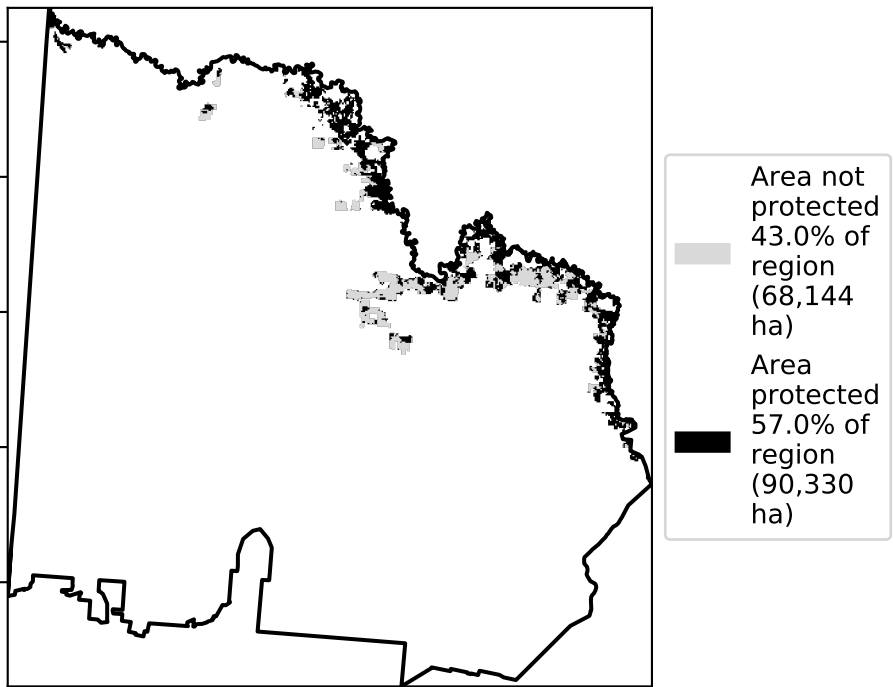 Area not
protected
43.0% of
region
(68,144
ha)
Area
protected
57.0% of
region
(90,330
ha)